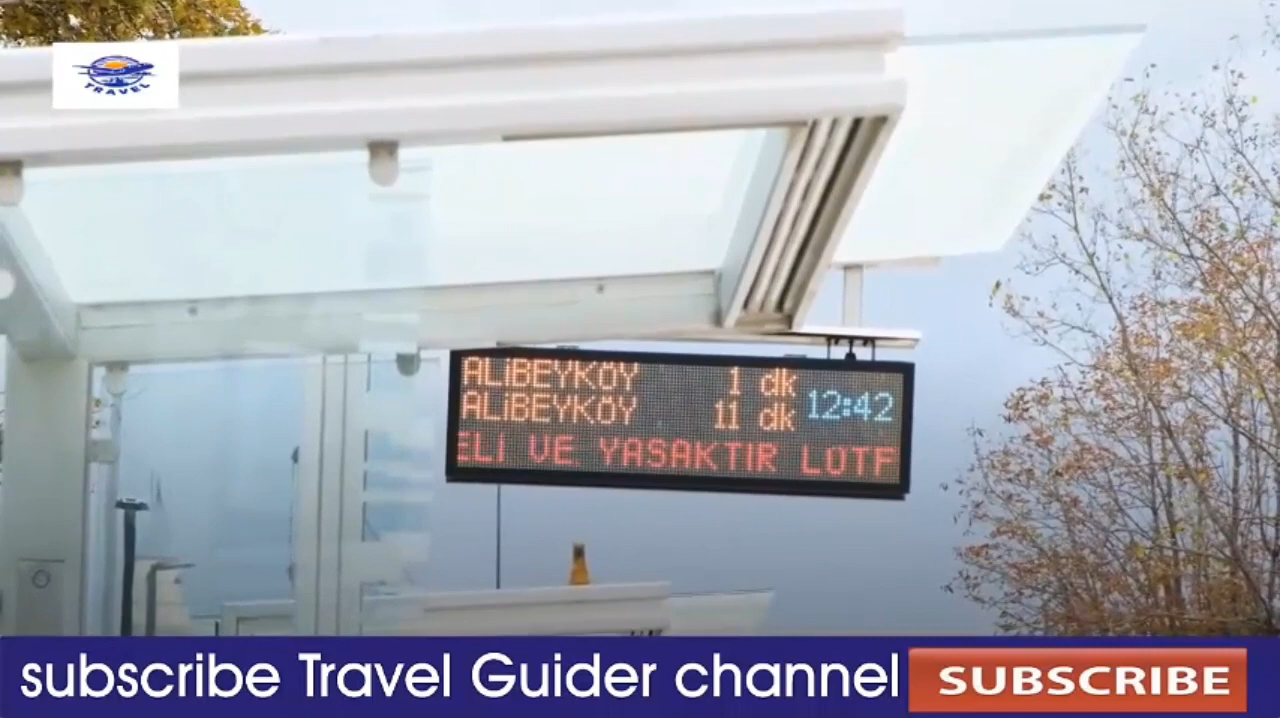 TRAVEL
ALİBEYKÖY 1 dk
ALİBEYKÖY 11 dk
12:42
ELİ VE YASAKTIR LÜTF
subscribe Travel Guider channel
SUBSCRIBE